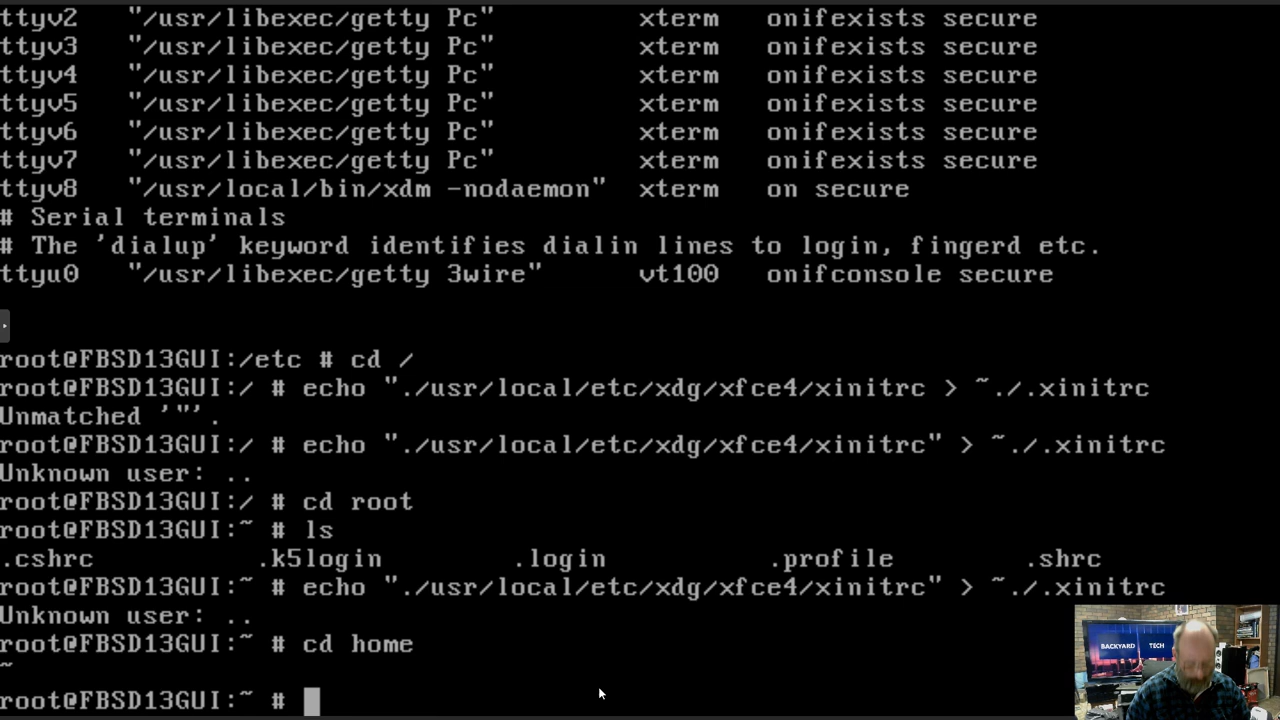 ttyv2 "/usr/libexec/getty Pc" xterm onifexists secure
ttyv3 "/usr/libexec/getty Pc" xterm onifexists secure
ttyv4 "/usr/libexec/getty Pc" xterm onifexists secure
ttyv5 "/usr/libexec/getty Pc" xterm onifexists secure
ttyv6 "/usr/libexec/getty Pc" xterm onifexists secure
ttyv7 "/usr/libexec/getty Pc" xterm onifexists secure
ttyv8 "/usr/local/bin/xdm -nodaemon" xterm on secure
# Serial terminals
# The 'dialup' keyword identifies dialin lines to login, fingerd etc.
ttyu0 "/usr/libexec/getty 3wire" vt100 onifconsole secure
root@FBSD13GUI:/etc # cd /
root@FBSD13GUI:/ # echo "./usr/local/etc/xdg/xfce4/xinitrc > ~./.xinitrc
Unmatched '"'.
root@FBSD13GUI:/ # echo "./usr/local/etc/xdg/xfce4/xinitrc" > ~./.xinitrc
Unknown user: ..
root@FBSD13GUI:/ # cd root
root@FBSD13GUI:~ # ls
.cshrc .k5login .login .profile .shrc
root@FBSD13GUI:~ # echo "./usr/local/etc/xdg/xfce4/xinitrc" > ~./.xinitrc
Unknown user: ..
root@FBSD13GUI:~ # cd home
~
root@FBSD13GUI:~ #
BACKYARD TECH